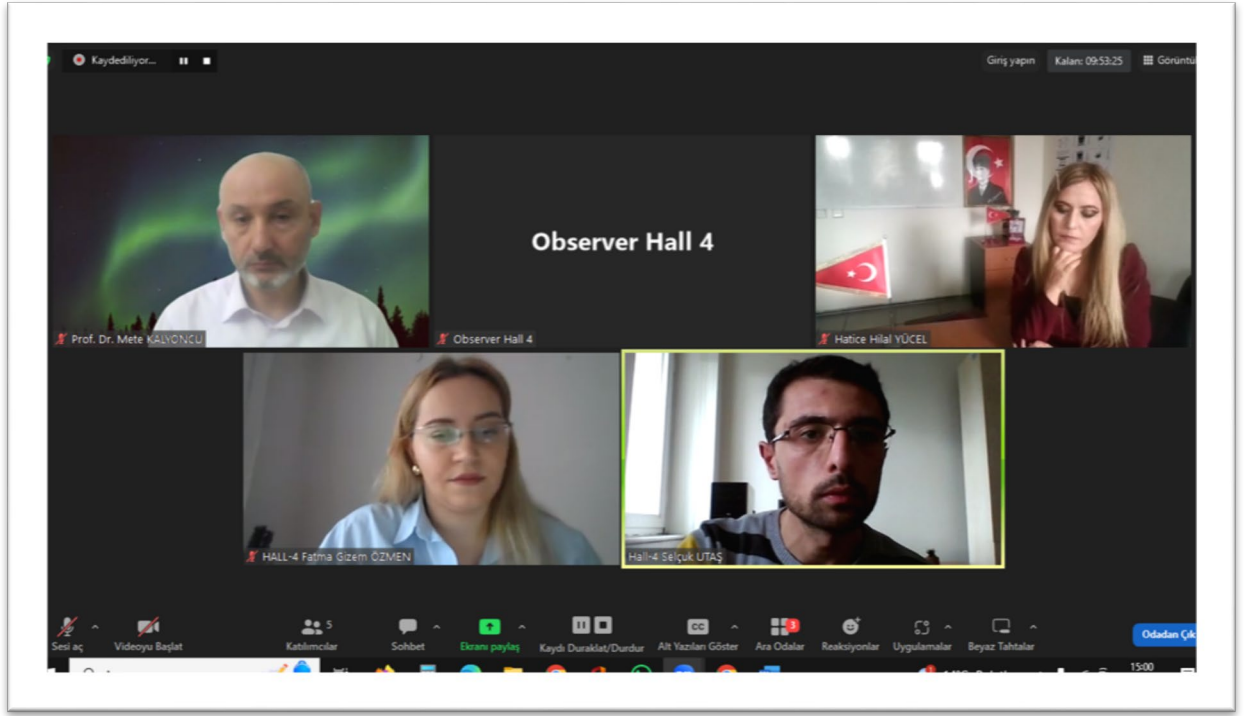 Kaydediliyor...
Giriş yapın
Kalan: 09:53:25
Görüntü
Observer Hall 4
Prof. Dr. Mete KALYONCU
Observer Hall 4
Hatice Hilal YÜCEL
HALL-4 Fatma Gizem ÖZMEN
Hall-4 Selçuk UTAŞ
5
CC
3
Sesi aç
Videoyu Başlat
Katılımcılar
Sohbet
Ekranı paylaş
Kaydı Duraklat/Durdur
Alt Yazıları Göster
Ara Odalar
Reaksiyonlar
Uygulamalar
Beyaz Tahtalar
Odadan Çık
15:00